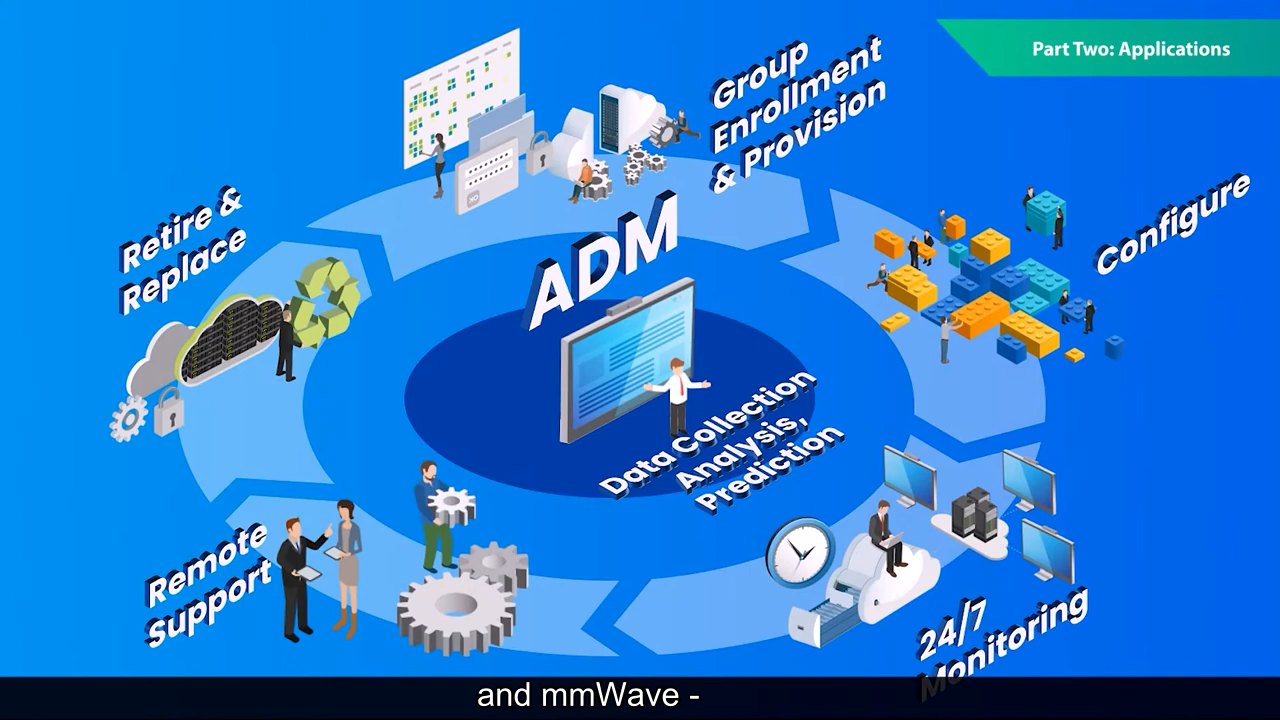 Part Two: Applications
Group
Enrollment
& Provision
Configure
Retire &
Replace
ADM
Data Collection
Analysis,
Prediction
Remote
Support
24/7
Monitoring
and mmWave -